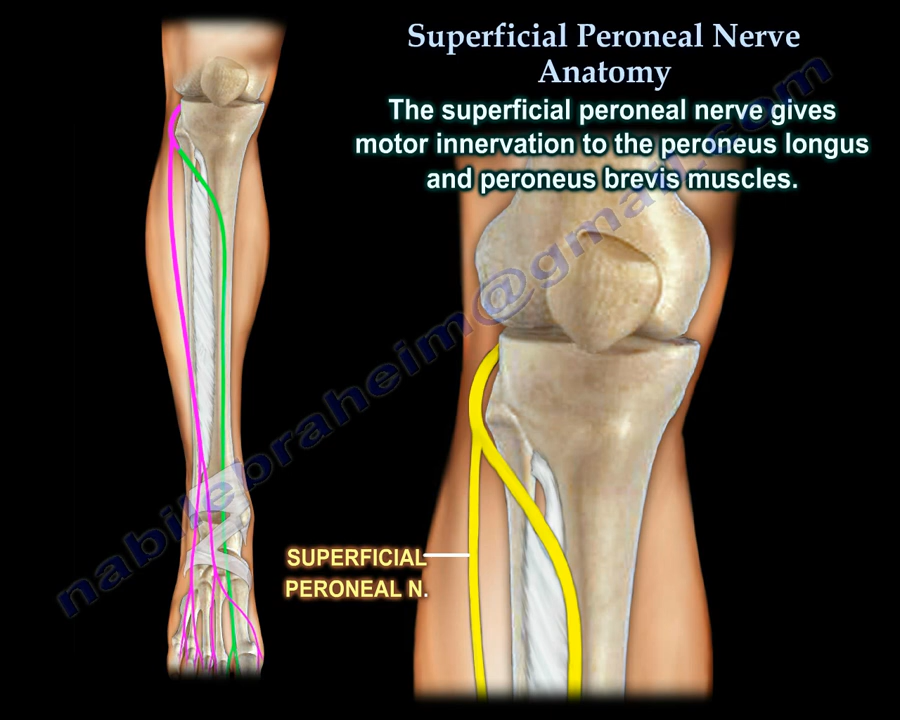 Superficial Peroneal Nerve
Anatomy
The superficial peroneal nerve gives
motor innervation to the peroneus longus
and peroneus brevis muscles.
nabilebraheim@gmail.com
SUPERFICIAL
PERONEAL N.